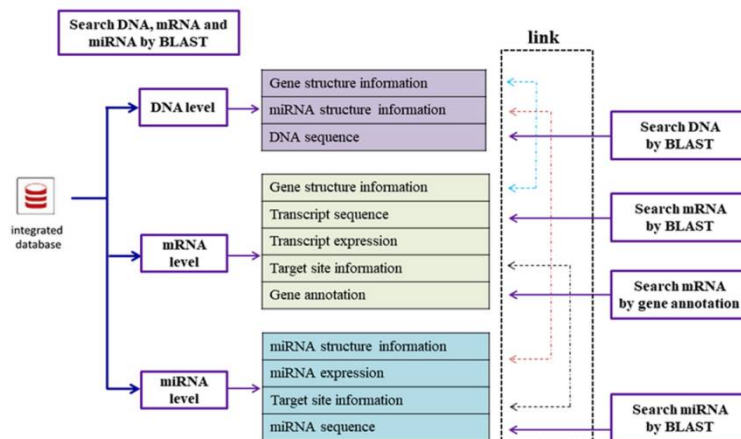 Search DNA, mRNA and
miRNA by BLAST
link
DNA level
Gene structure information
miRNA structure information
DNA sequence
Search DNA
by BLAST
integrated
database
mRNA
level
Gene structure information
Transcript sequence
Transcript expression
Target site information
Gene annotation
Search mRNA
by BLAST
Search mRNA
by gene annotation
miRNA
level
miRNA structure information
miRNA expression
Target site information
miRNA sequence
Search miRNA
by BLAST